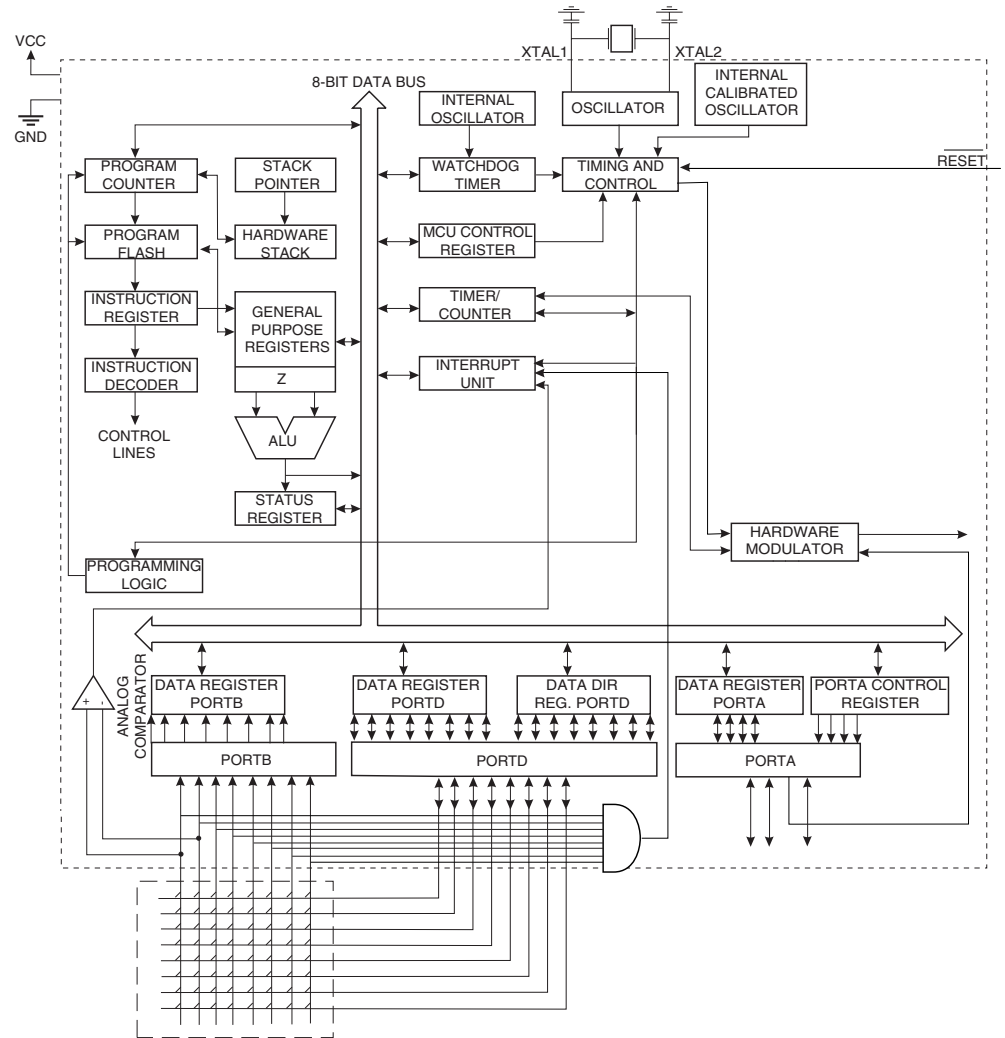 VCC
GND
XTAL1
XTAL2
8-BIT DATA BUS
INTERNAL
OSCILLATOR
OSCILLATOR
INTERNAL
CALIBRATED
OSCILLATOR
RESET
PROGRAM
COUNTER
STACK
POINTER
WATCHDOG
TIMER
TIMING AND
CONTROL
PROGRAM
FLASH
HARDWARE
STACK
MCU CONTROL
REGISTER
INSTRUCTION
REGISTER
GENERAL
PURPOSE
REGISTERS
TIMER/
COUNTER
INSTRUCTION
DECODER
Z
INTERRUPT
UNIT
CONTROL
LINES
ALU
STATUS
REGISTER
HARDWARE
MODULATOR
PROGRAMMING
LOGIC
+ -
ANALOG
COMPARATOR
DATA REGISTER
PORTB
DATA REGISTER
PORTD
DATA DIR
REG. PORTD
DATA REGISTER
PORTA
PORTA CONTROL
REGISTER
PORTB
PORTD
PORTA